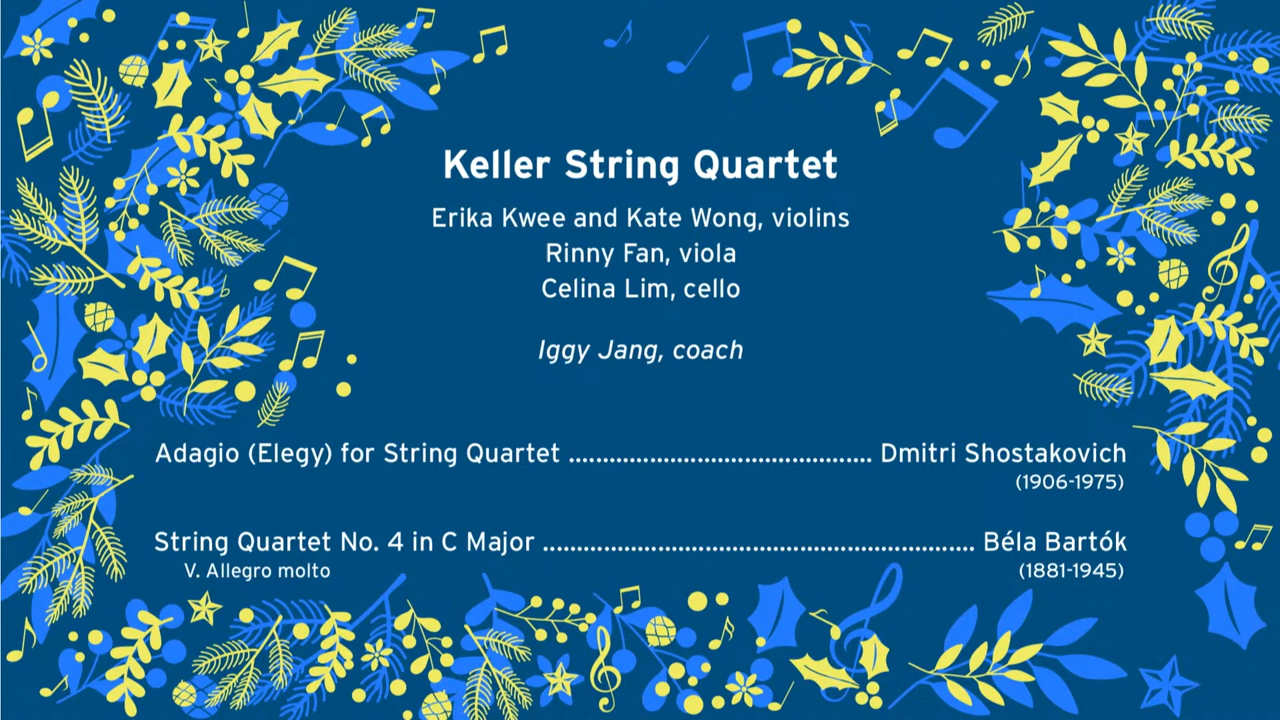 Keller String Quartet
Erika Kwee and Kate Wong, violins
Rinny Fan, viola
Celina Lim, cello
Iggy Jang, coach
Adagio (Elegy) for String Quartet ............................................. Dmitri Shostakovich
(1906-1975)
String Quartet No. 4 in C Major ................................................................ Béla Bartók
V. Allegro molto
(1881-1945)